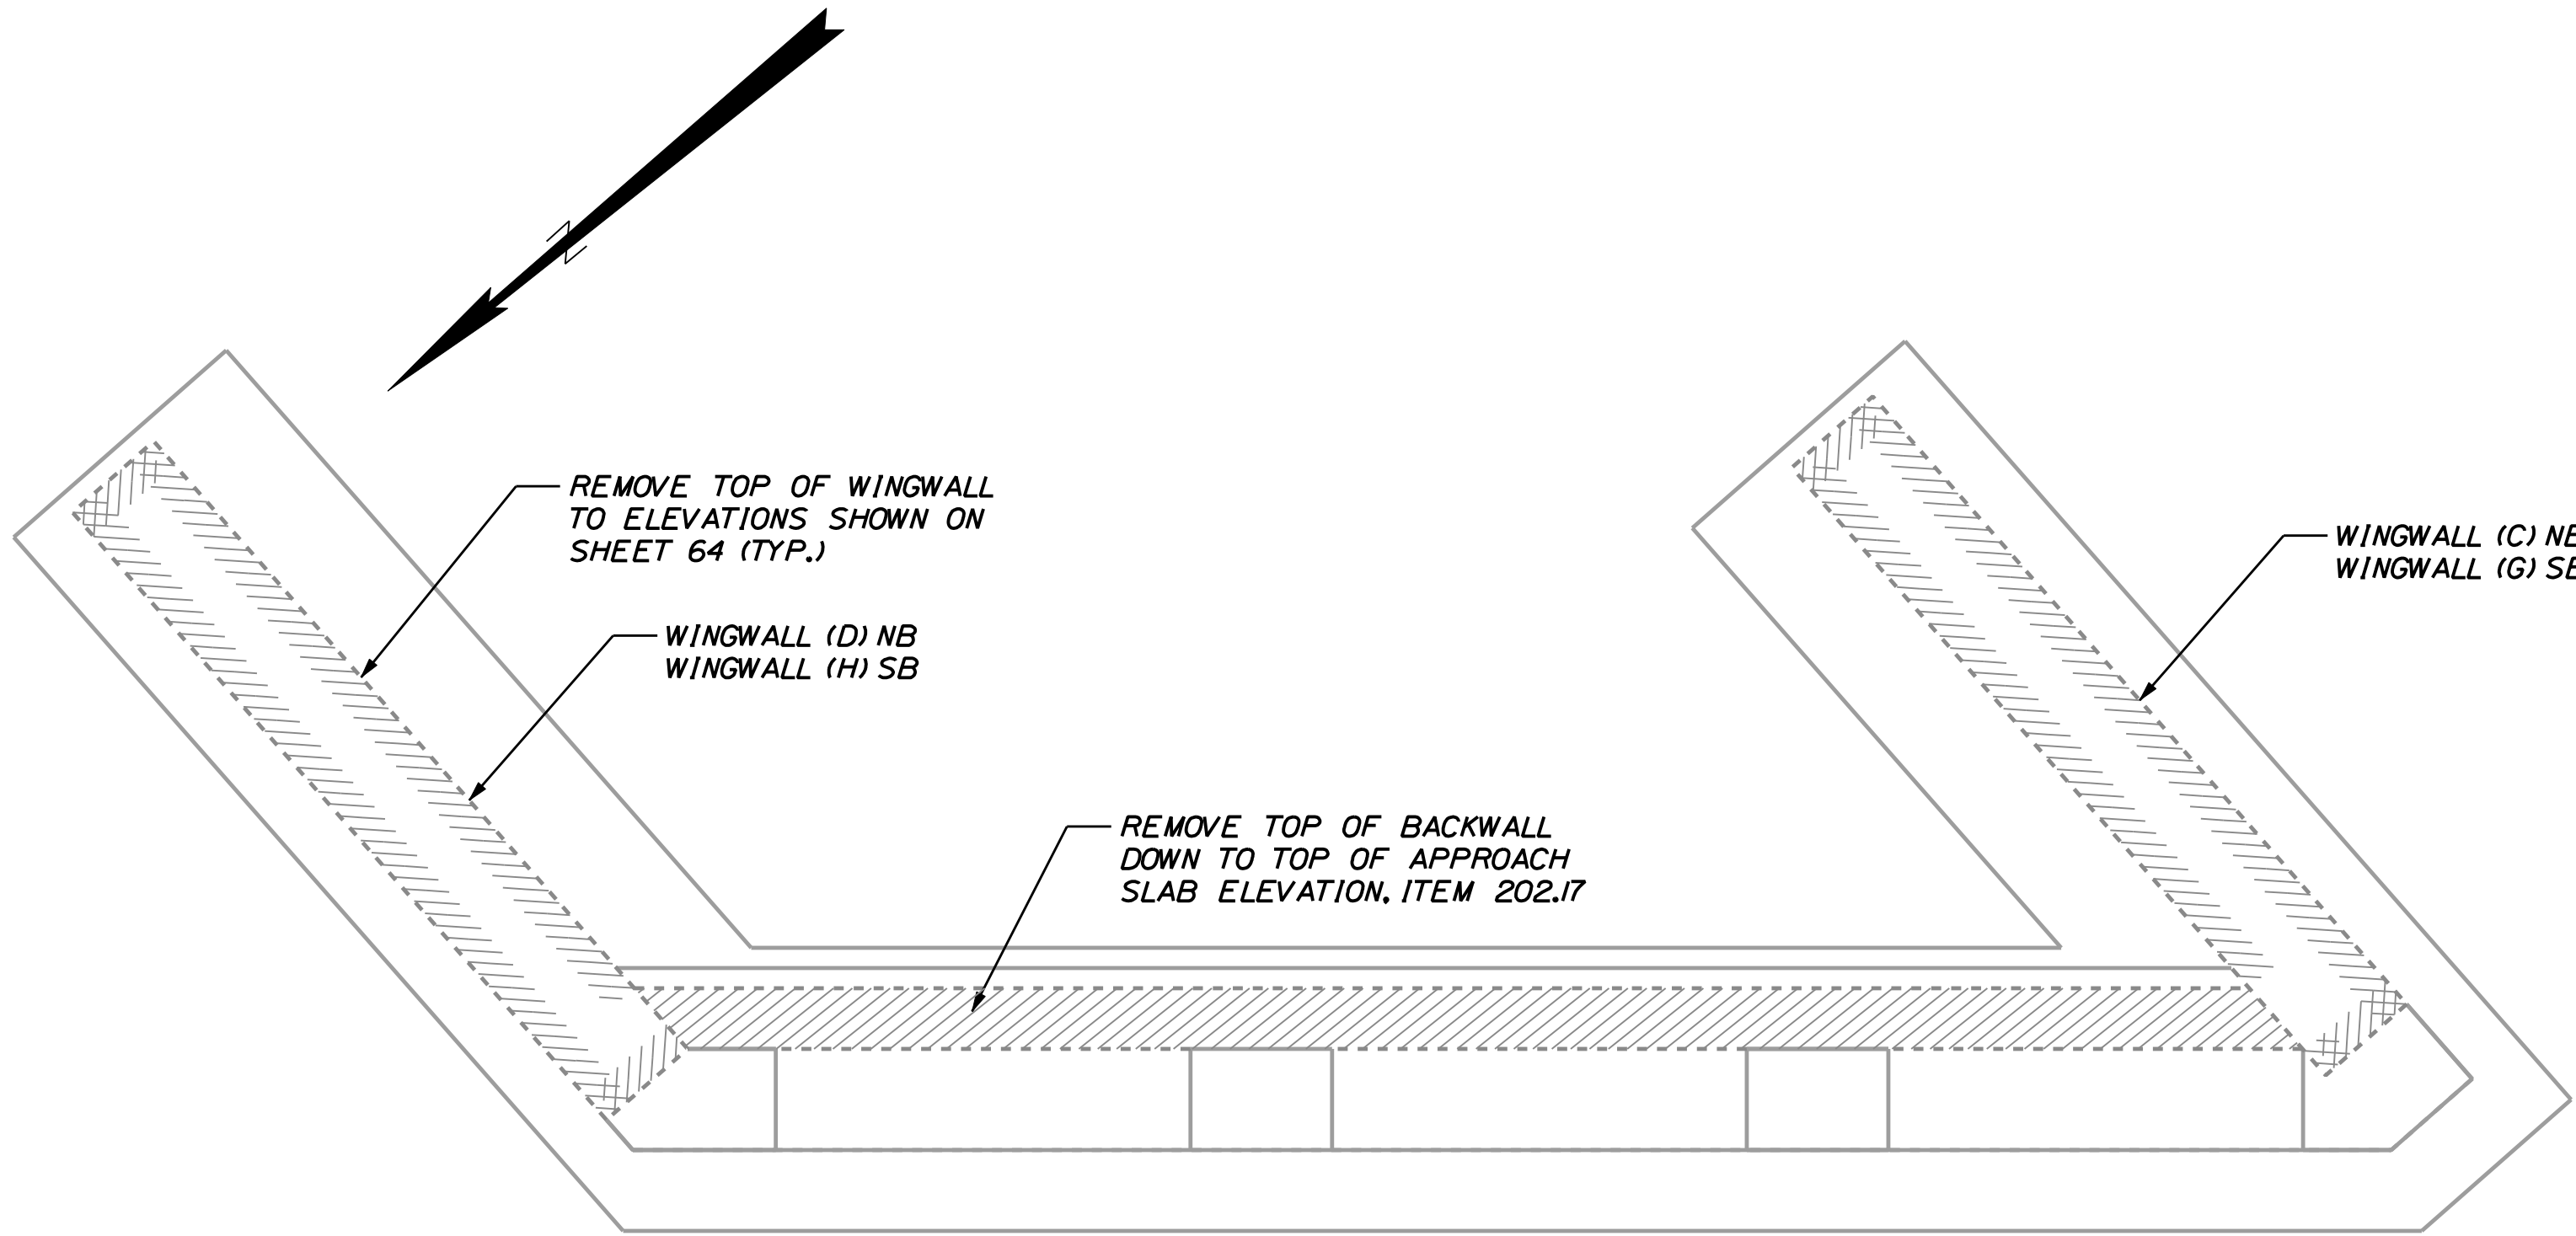 REMOVE TOP OF WINGWALL
TO ELEVATIONS SHOWN ON
SHEET 64 (TYP.)
WINGWALL (C) NB
WINGWALL (G) SB
WINGWALL (D) NB
WINGWALL (H) SB
REMOVE TOP OF BACKWALL
DOWN TO TOP OF APPROACH
SLAB ELEVATION, ITEM 202.17
Z